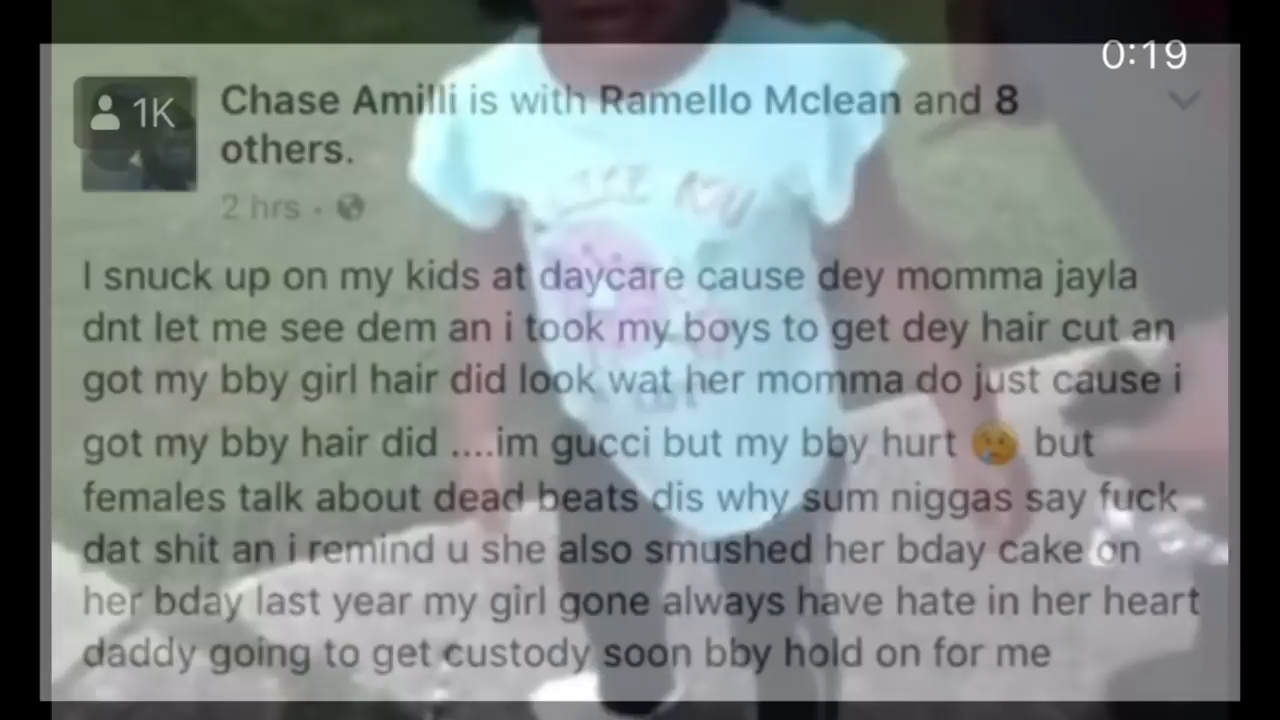 0:19
1K
Chase Amilli is with Ramello Mclean and 8
others.
2 hrs ·
I snuck up on my kids at daycare cause dey momma jayla
dnt let me see dem an i took my boys to get dey hair cut an
got my bby girl hair did look wat her momma do just cause i
got my bby hair did ....im gucci but my bby hurt 😢 but
females talk about dead beats dis why sum niggas say fuck
dat shit an i remind u she also smushed her bday cake on
her bday last year my girl gone always have hate in her heart
daddy going to get custody soon bby hold on for me